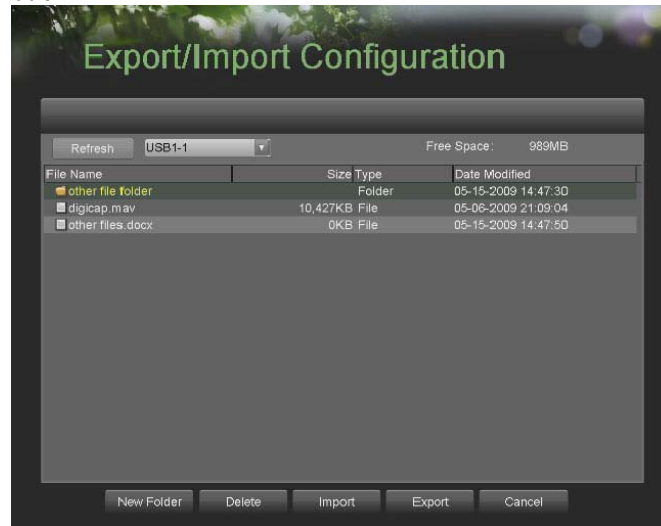 Export/Import Configuration
Refresh USB1-1 Free Space: 989MB
File Name Size Type Date Modified
other file folder Folder 05-15-2009 14:47:30
digicap.mav 10,427KB File 05-06-2009 21:09:04
other files.docx 0KB File 05-15-2009 14:47:50
New Folder Delete Import Export Cancel